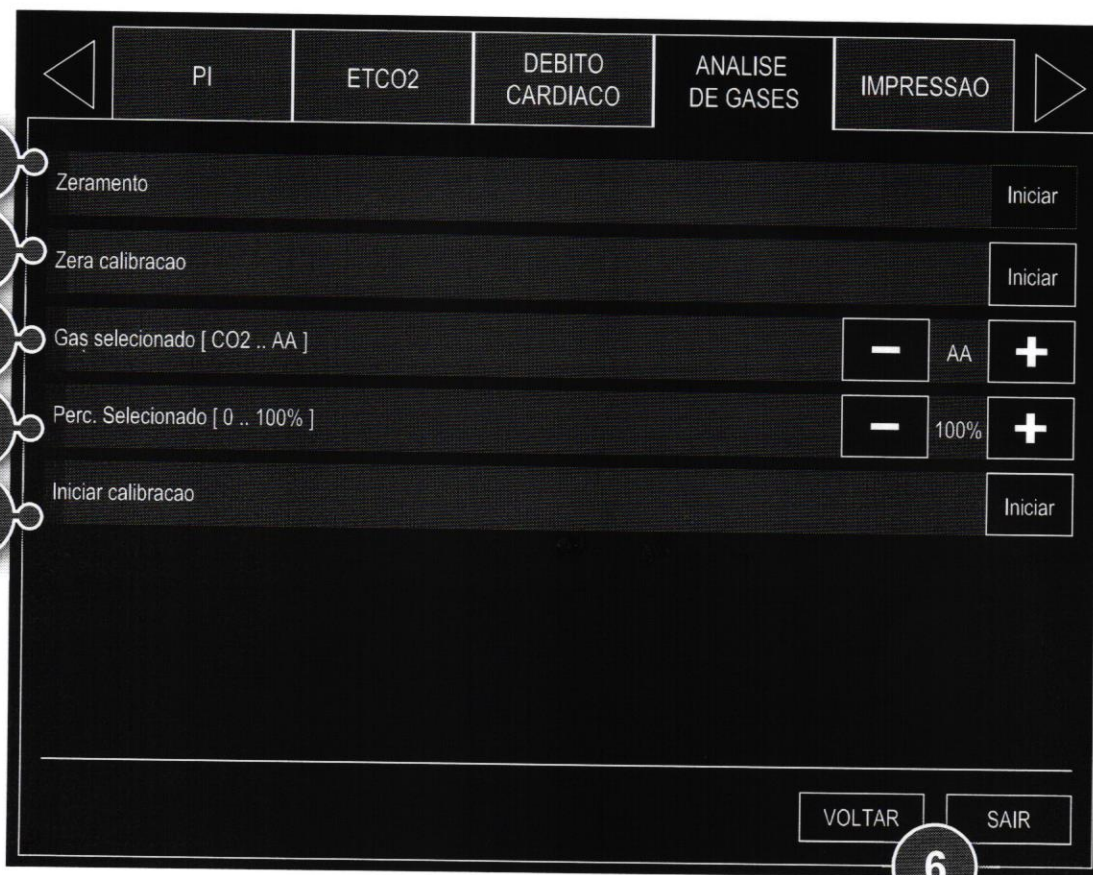 PI
ETCO2
DEBITO
CARDIACO
ANALISE
DE GASES
IMPRESSAO
Zeramento
Iniciar
Zera calibracao
Iniciar
Gas selecionado [ CO2 .. AA ]
AA
Perc. Selecionado [ 0 .. 100% ]
100%
Iniciar calibracao
Iniciar
VOLTAR
SAIR
6